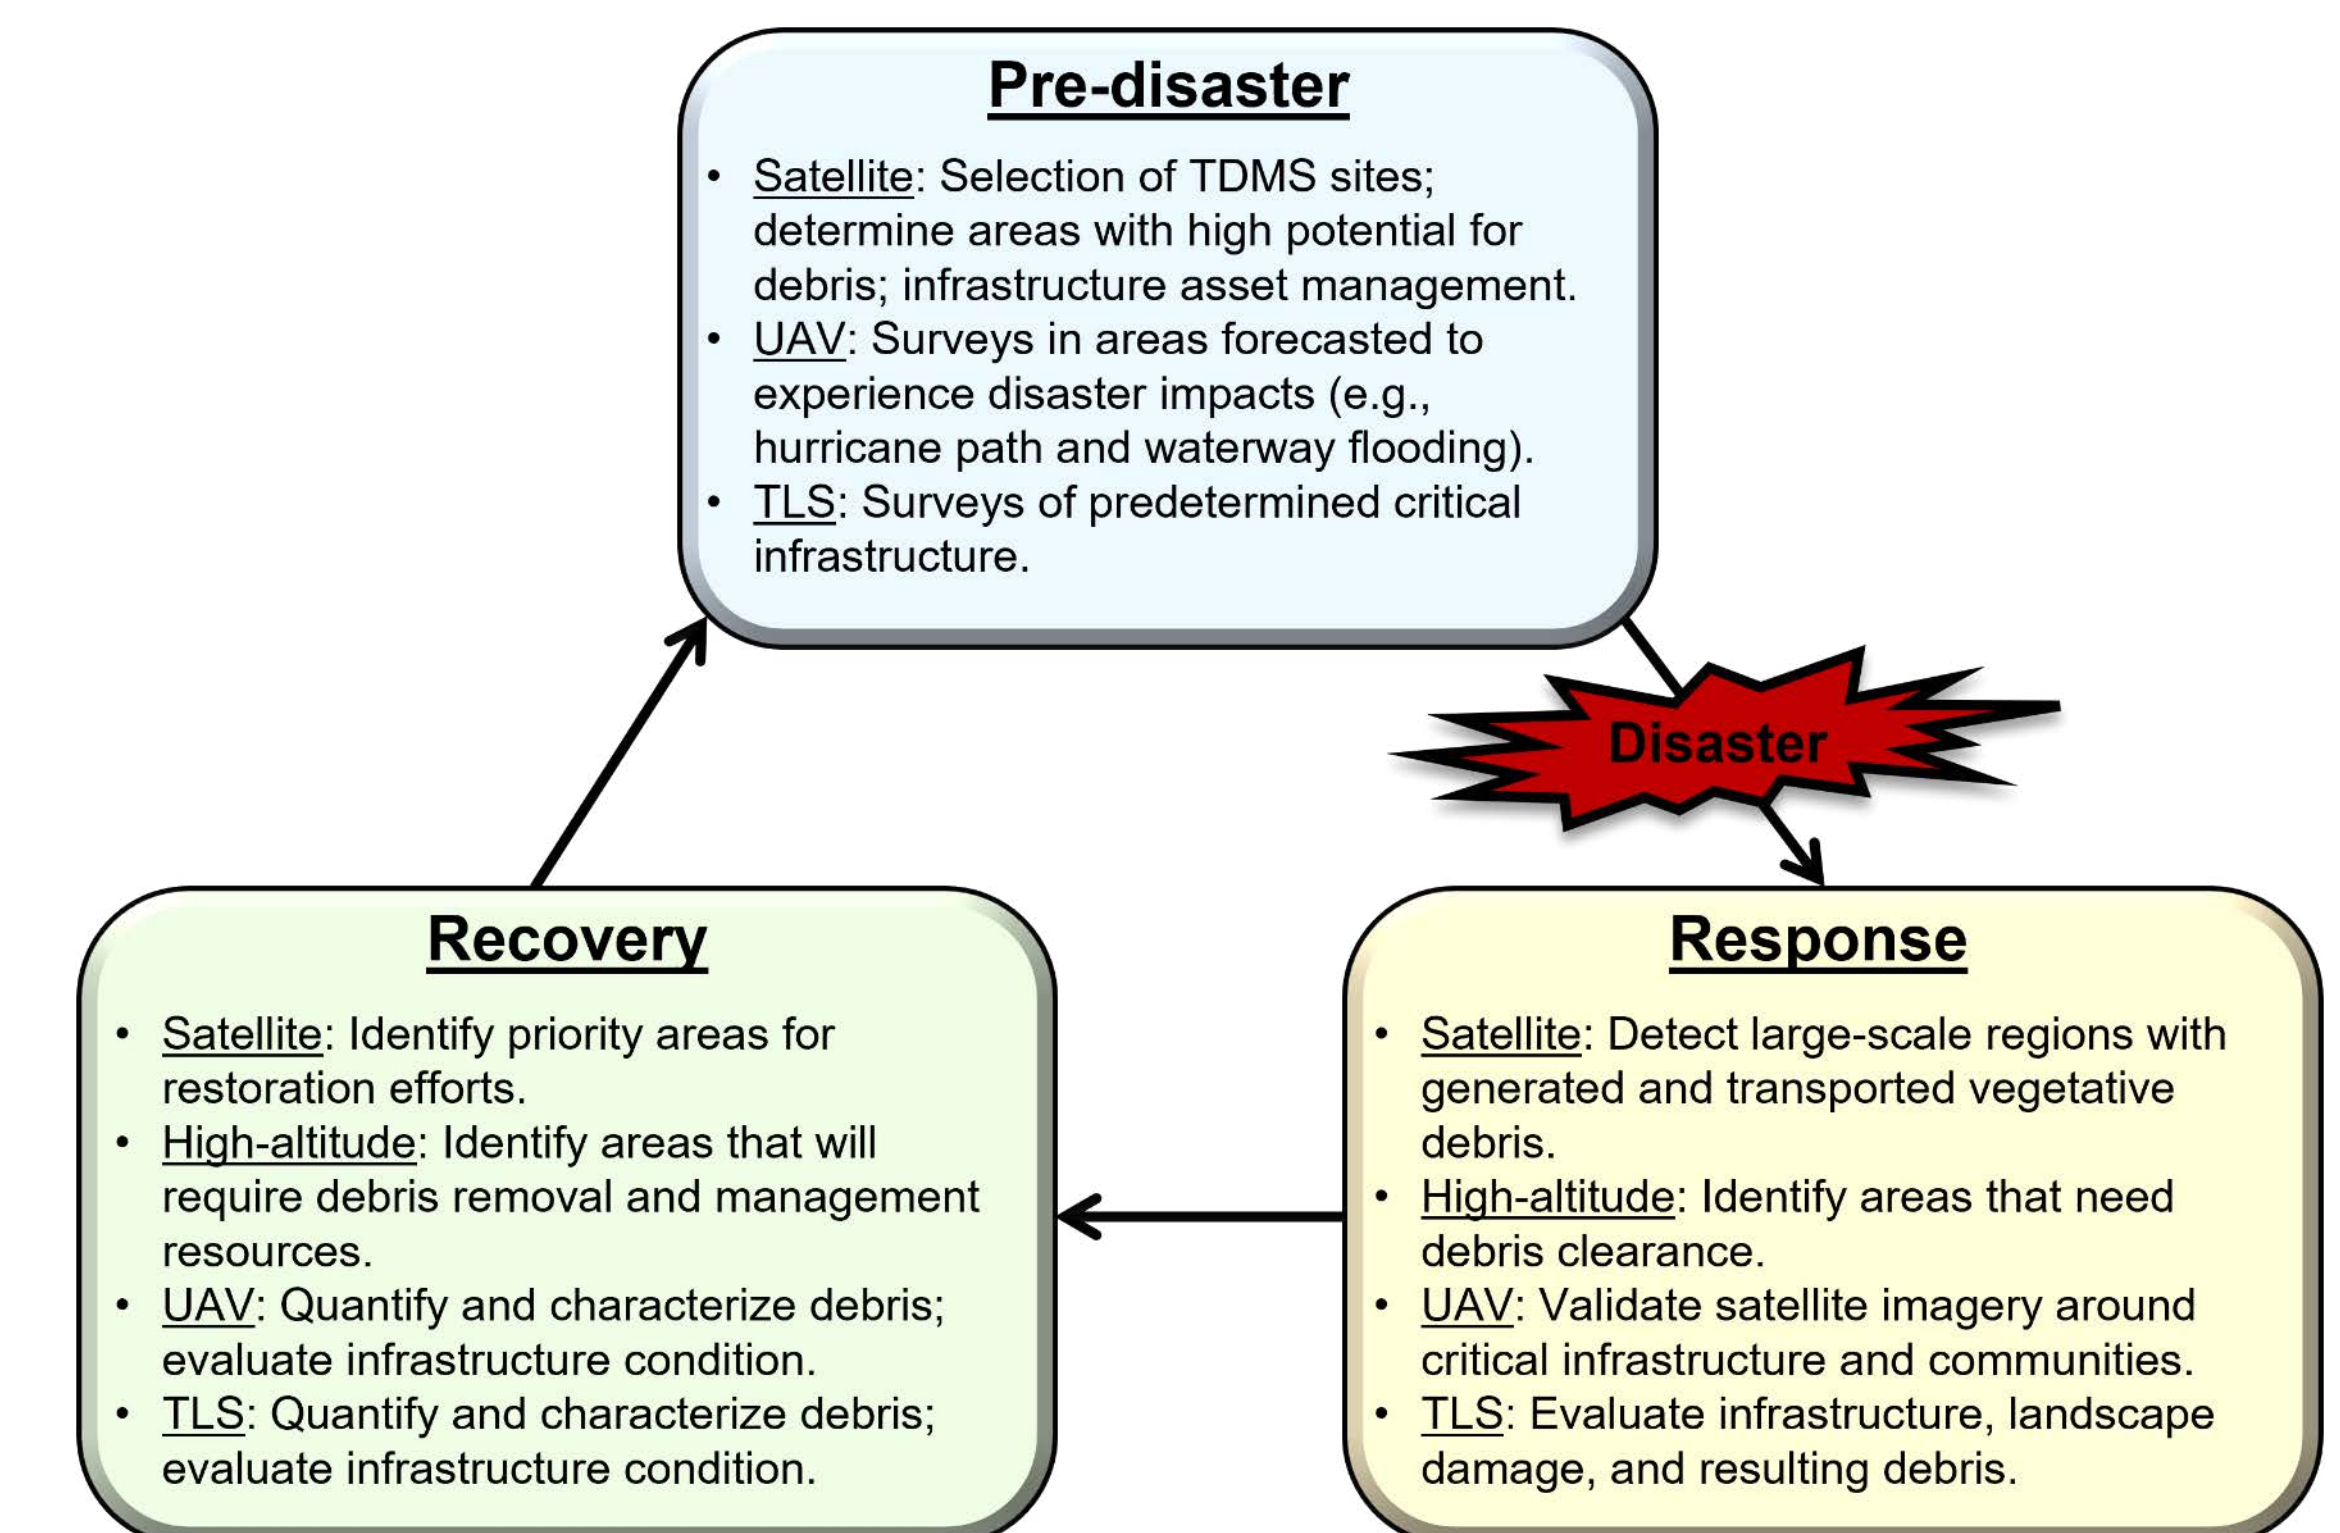 Pre-disaster
• Satellite: Selection of TDMS sites;
determine areas with high potential for
debris; infrastructure asset management.
• UAV: Surveys in areas forecasted to
experience disaster impacts (e.g.,
hurricane path and waterway flooding).
• TLS: Surveys of predetermined critical
infrastructure.
Disaster
Response
• Satellite: Detect large-scale regions with
generated and transported vegetative
debris.
• High-altitude: Identify areas that need
debris clearance.
• UAV: Validate satellite imagery around
critical infrastructure and communities.
• TLS: Evaluate infrastructure, landscape
damage, and resulting debris.
Recovery
• Satellite: Identify priority areas for
restoration efforts.
• High-altitude: Identify areas that will
require debris removal and management
resources.
• UAV: Quantify and characterize debris;
evaluate infrastructure condition.
• TLS: Quantify and characterize debris;
evaluate infrastructure condition.